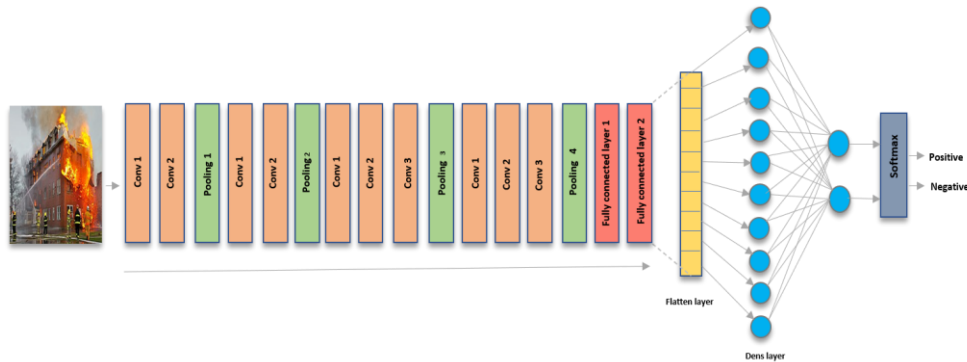 Conv 1
Conv 2
Pooling 1
Conv 1
Conv 2
Pooling 2
Conv 1
Conv 2
Conv 3
Pooling 3
Conv 1
Conv 2
Conv 3
Pooling 4
Fully connected layer 1
Fully connected layer 2
Flatten layer
Dens layer
Softmax
Positive
Negative